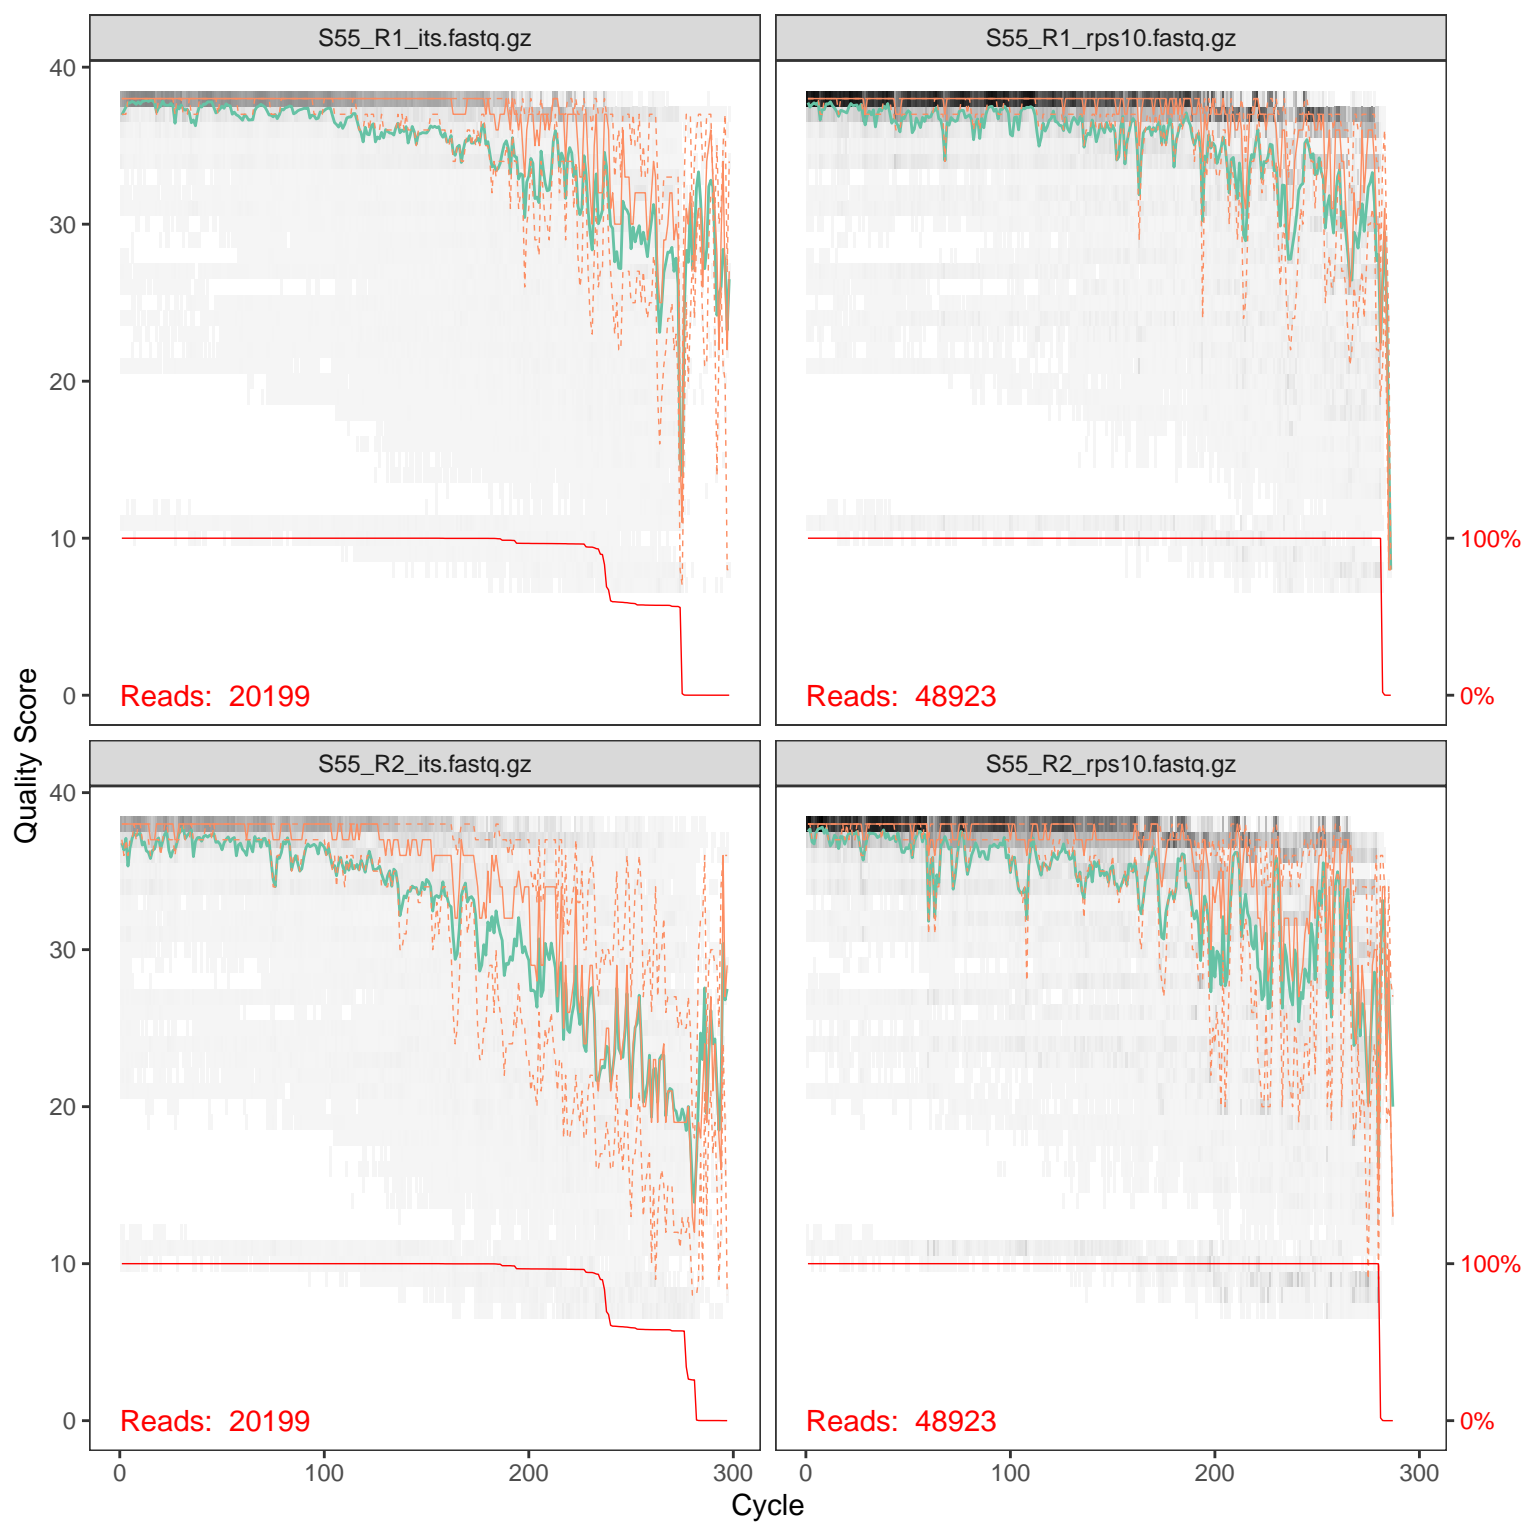 S55_R1_its.fastq.gz
S55_R1_rps10.fastq.gz
40
30
20
10
0
100%
0%
Reads: 20199
Reads: 48923
Quality Score
S55_R2_its.fastq.gz
S55_R2_rps10.fastq.gz
40
30
20
10
0
100%
0%
Reads: 20199
Reads: 48923
0 100 200 300
0 100 200 300
Cycle